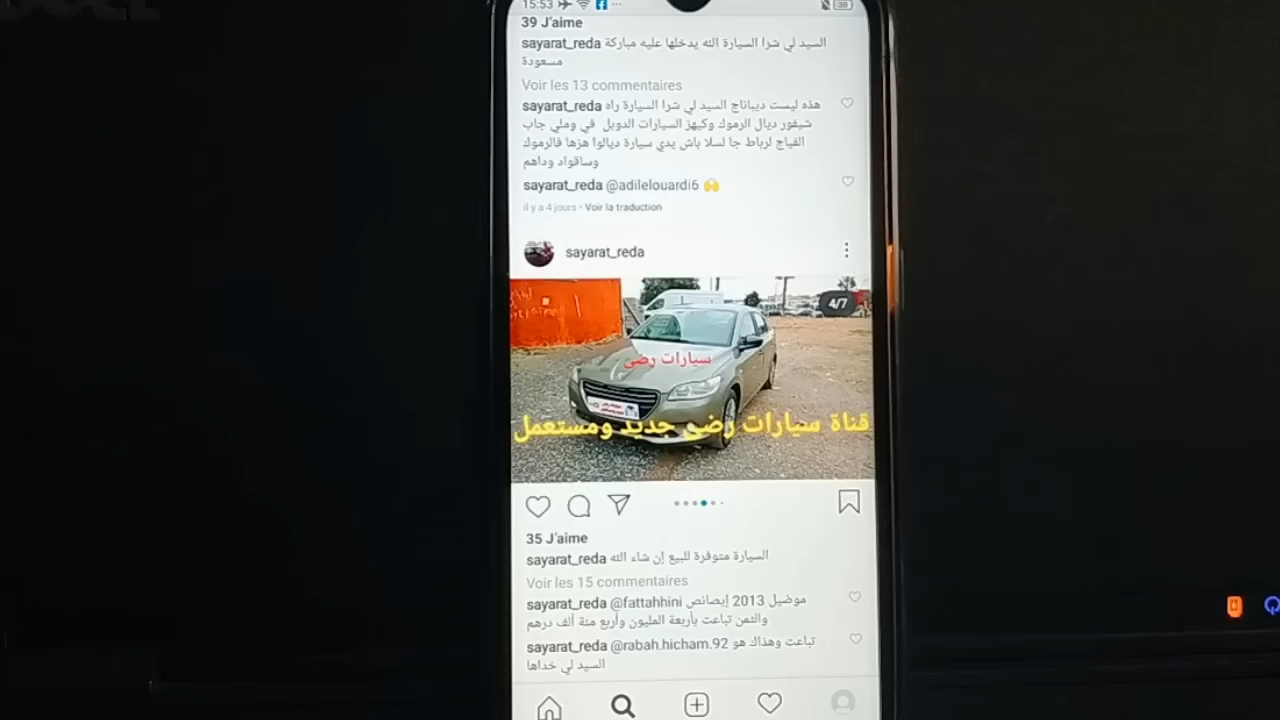 DELL
15:53
39 J'aime
sayarat_reda السيد لي شرا السيارة الله يدخلها عليه مباركة
مسعودة
Voir les 13 commentaires
sayarat_reda هذه ليست ديباناج السيد لي شرا السيارة راه
شيفور ديال الرموك وكيهز السيارات الدوبل في وملي جاب
الفياج لرباط جا لسلا باش يدي سيارة ديالوا هزها فالرموك
وساقواد وداهم
sayarat_reda @adilelouardi6 🙌
il y a 4 jours • Voir la traduction
sayarat_reda
4/7
سيارات رضى
قناة سيارات رضى جديد ومستعمل
35 J'aime
sayarat_reda السيارة متوفرة للبيع إن شاء الله
Voir les 15 commentaires
sayarat_reda @fattahhini موضيل 2013 إيصانص
والثمن تباعت بأربعة المليون وأربع مئة ألف درهم
sayarat_reda @rabah.hicham.92 تباعت وهذاك هو
السيد لي خداها